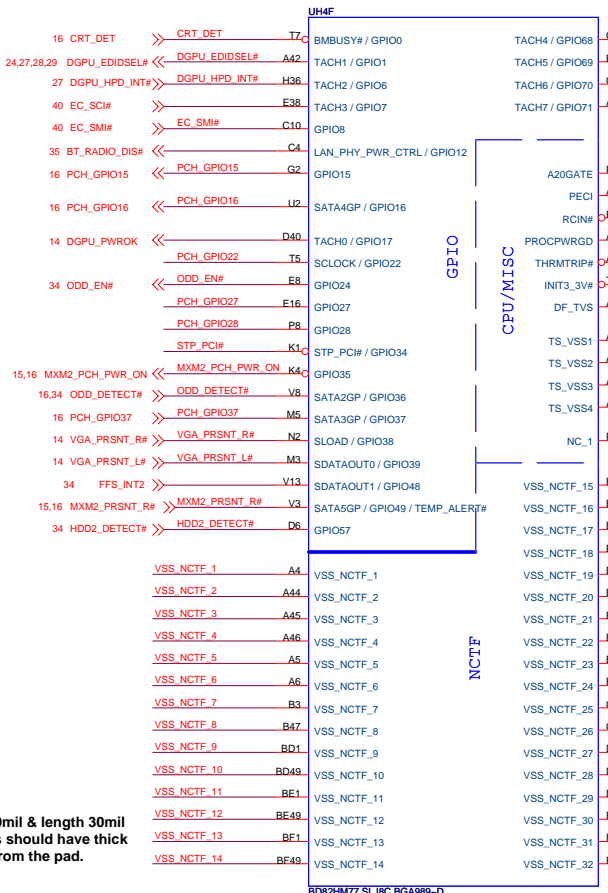 UH4F
16 CRT_DET CRT_DET T7 BMBUSY# / GPIO0 TACH4 / GPIO68
24,27,28,29 DGPU_EDIDSEL# DGPU_EDIDSEL# A42 TACH1 / GPIO1 TACH5 / GPIO69
27 DGPU_HPD_INT# DGPU_HPD_INT# H36 TACH2 / GPIO6 TACH6 / GPIO70
40 EC_SCI# E38 TACH3 / GPIO7 TACH7 / GPIO71
40 EC_SMI# EC_SMI# C10 GPIO8
35 BT_RADIO_DIS# C4 LAN_PHY_PWR_CTRL / GPIO12
16 PCH_GPIO15 PCH_GPIO15 G2 GPIO15 A20GATE
PECI
16 PCH_GPIO16 PCH_GPIO16 U2 SATA4GP / GPIO16
RCIN#
14 DGPU_PWROK D40 TACH0 / GPIO17 PROCPWRGD
PCH_GPIO22 T5 SCLOCK / GPIO22 THRMTRIP#
34 ODD_EN# ODD_EN# E8 GPIO24 INIT3_3V#
PCH_GPIO27 E16 GPIO27 DF_TVS
PCH_GPIO28 P8 GPIO28
STP_PCI# K1 STP_PCI# / GPIO34 TS_VSS1
15,16 MXM2_PCH_PWR_ON MXM2_PCH_PWR_ON K4 GPIO35 TS_VSS2
16,34 ODD_DETECT# ODD_DETECT# V8 SATA2GP / GPIO36 TS_VSS3
16 PCH_GPIO37 PCH_GPIO37 M5 SATA3GP / GPIO37 TS_VSS4
14 VGA_PRSNT_R# VGA_PRSNT_R# N2 SLOAD / GPIO38 NC_1
14 VGA_PRSNT_L# VGA_PRSNT_L# M3 SDATAOUT0 / GPIO39
34 FFS_INT2 V13 SDATAOUT1 / GPIO48 VSS_NCTF_15
15,16 MXM2_PRSNT_R# MXM2_PRSNT_R# V3 SATA5GP / GPIO49 / TEMP_ALERT# VSS_NCTF_16
34 HDD2_DETECT# HDD2_DETECT# D6 GPIO57 VSS_NCTF_17
VSS_NCTF_18
VSS_NCTF_1 A4 VSS_NCTF_1 VSS_NCTF_19
VSS_NCTF_2 A44 VSS_NCTF_2 VSS_NCTF_20
VSS_NCTF_3 A45 VSS_NCTF_3 VSS_NCTF_21
VSS_NCTF_4 A46 VSS_NCTF_4 VSS_NCTF_22
VSS_NCTF_5 A5 VSS_NCTF_5 VSS_NCTF_23
VSS_NCTF_6 A6 VSS_NCTF_6 VSS_NCTF_24
VSS_NCTF_7 B3 VSS_NCTF_7 VSS_NCTF_25
VSS_NCTF_8 B47 VSS_NCTF_8 VSS_NCTF_26
VSS_NCTF_9 BD1 VSS_NCTF_9 VSS_NCTF_27
VSS_NCTF_10 BD49 VSS_NCTF_10 VSS_NCTF_28
VSS_NCTF_11 BE1 VSS_NCTF_11 VSS_NCTF_29
VSS_NCTF_12 BE49 VSS_NCTF_12 VSS_NCTF_30
VSS_NCTF_13 BF1 VSS_NCTF_13 VSS_NCTF_31
VSS_NCTF_14 BF49 VSS_NCTF_14 VSS_NCTF_32
GPIO
CPU/MISC
NCTF
mil & length 30mil
should have thick
from the pad.
BD82HM77 SLJ8C BGA989~D